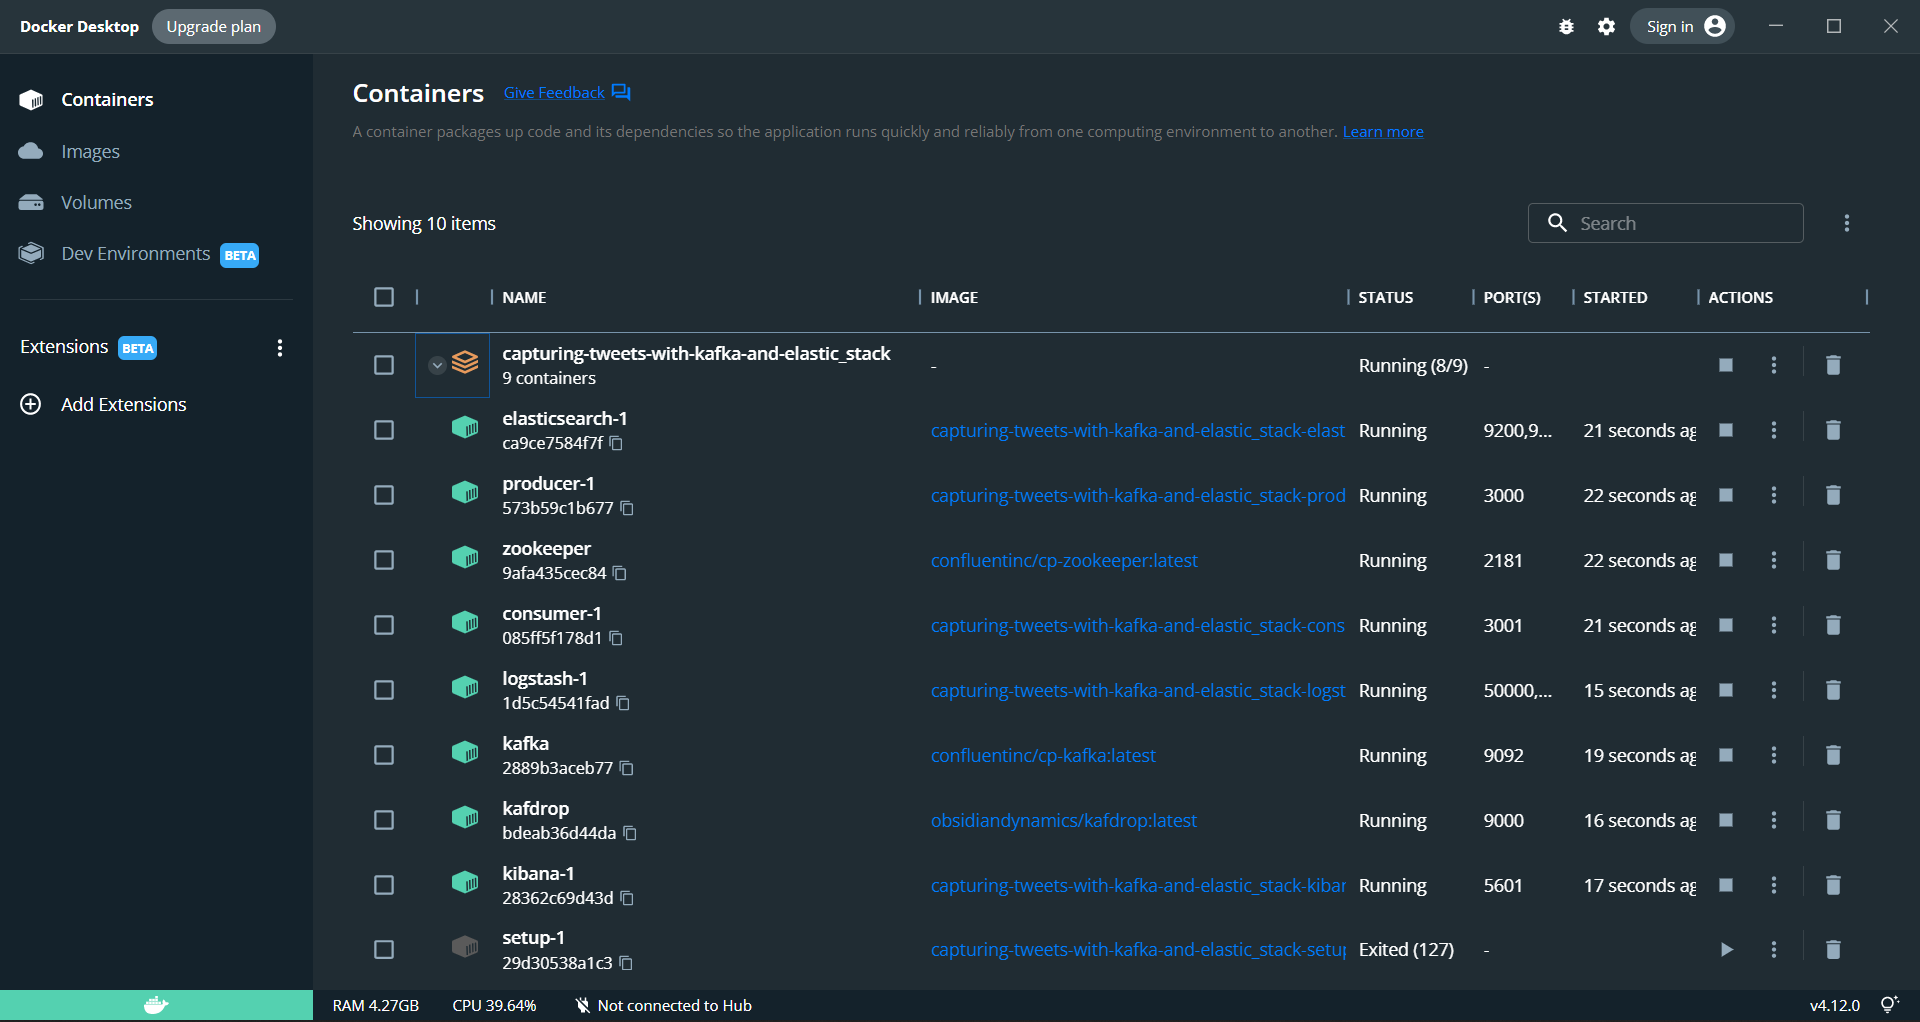 Docker Desktop Upgrade plan Sign in
Containers
Images
Volumes
Dev Environments BETA
Extensions BETA
Add Extensions
Containers Give Feedback
A container packages up code and its dependencies so the application runs quickly and reliably from one computing environment to another. Learn more
Showing 10 items Search
NAME IMAGE STATUS PORT(S) STARTED ACTIONS
capturing-tweets-with-kafka-and-elastic_stack - Running (8/9) -
9 containers
elasticsearch-1 capturing-tweets-with-kafka-and-elastic_stack-elast Running 9200,9... 21 seconds ag
ca9ce7584f7f
producer-1 capturing-tweets-with-kafka-and-elastic_stack-prod Running 3000 22 seconds ag
573b59c1b677
zookeeper confluentinc/cp-zookeeper:latest Running 2181 22 seconds ag
9afa435cec84
consumer-1 capturing-tweets-with-kafka-and-elastic_stack-cons Running 3001 21 seconds ag
085ff5f178d1
logstash-1 capturing-tweets-with-kafka-and-elastic_stack-logst Running 50000,... 15 seconds ag
1d5c54541fad
kafka confluentinc/cp-kafka:latest Running 9092 19 seconds ag
2889b3aceb77
kafdrop obsidiandynamics/kafdrop:latest Running 9000 16 seconds ag
bdeab36d44da
kibana-1 capturing-tweets-with-kafka-and-elastic_stack-kibar Running 5601 17 seconds ag
28362c69d43d
setup-1 capturing-tweets-with-kafka-and-elastic_stack-setup Exited (127) -
29d30538a1c3
RAM 4.27GB CPU 39.64% Not connected to Hub v4.12.0